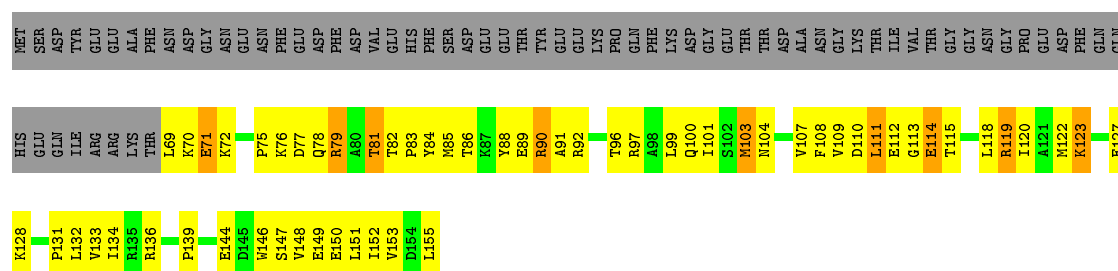 MET SER ASP TYR GLU GLU ALA PHE ASN ASP GLY ASN GLU ASN PHE GLU ASP PHE ASP VAL GLU HIS PHE SER ASP GLU GLU THR TYR GLU GLU LYS PRO GLN PHE LYS ASP GLY GLU THR THR ASP ALA ASN GLY LYS THR ILE VAL THR GLY GLY ASN GLY PRO GLU ASP PHE GLN GLN
HIS GLU GLN ILE ARG ARG LYS THR L69 K70 E71 K72 P75 K76 D77 Q78 R79 A80 T81 T82 P83 Y84 M85 T86 K87 Y88 E89 R90 A91 R92 T96 R97 A98 L99 Q100 I101 S102 M103 N104 V107 F108 V109 D110 L111 E112 G113 E114 T115 L118 R119 I120 A121 M122 K123
K128 P131 L132 V133 I134 R135 R136 P139 E144 D145 W146 S147 V148 E149 E150 L151 I152 V153 D154 L155